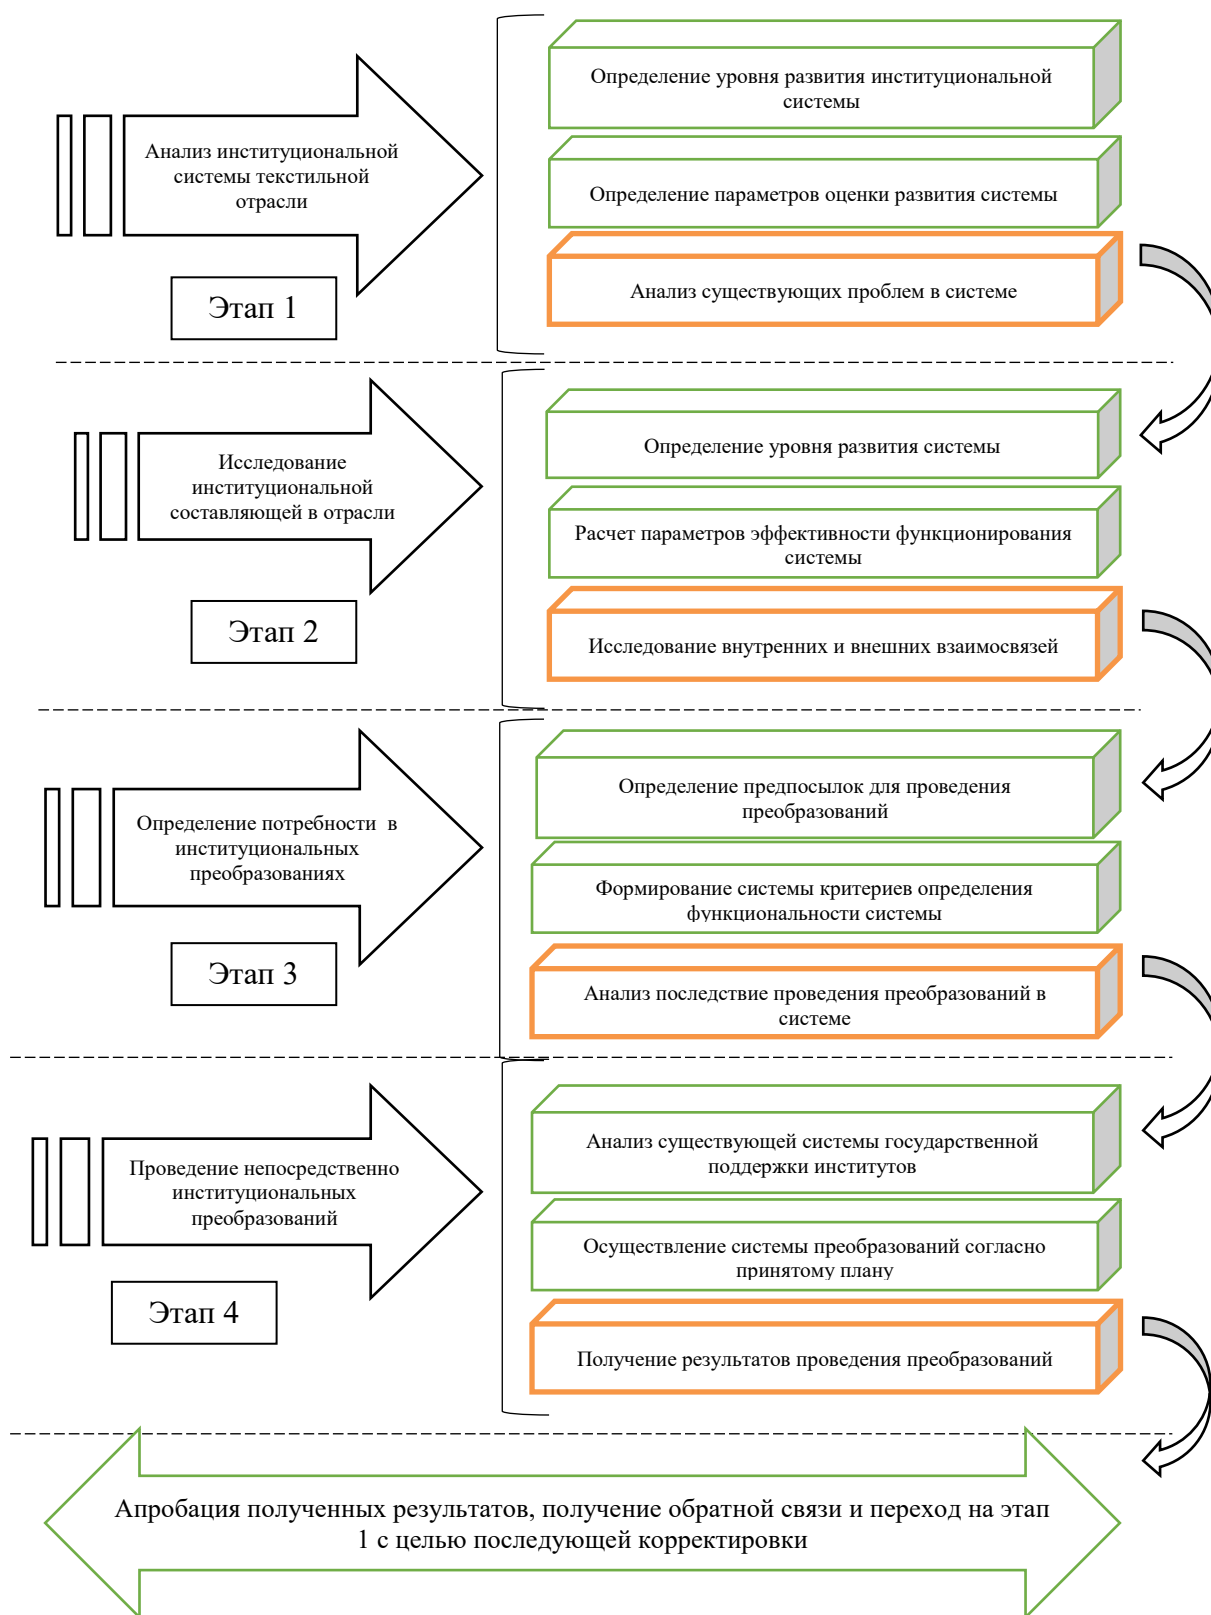 Анализ институциональной
системы текстильной
отрасли
Этап 1
Определение уровня развития институциональной
системы
Определение параметров оценки развития системы
Анализ существующих проблем в системе
Исследование
институциональной
составляющей в отрасли
Этап 2
Определение уровня развития системы
Расчет параметров эффективности функционирования
системы
Исследование внутренних и внешних взаимосвязей
Определение потребности в
институциональных
преобразованиях
Этап 3
Определение предпосылок для проведения
преобразований
Формирование системы критериев определения
функциональности системы
Анализ последствие проведения преобразований в
системе
Проведение непосредственно
институциональных
преобразований
Этап 4
Анализ существующей системы государственной
поддержки институтов
Осуществление системы преобразований согласно
принятому плану
Получение результатов проведения преобразований
Апробация полученных результатов, получение обратной связи и переход на этап
1 с целью последующей корректировки